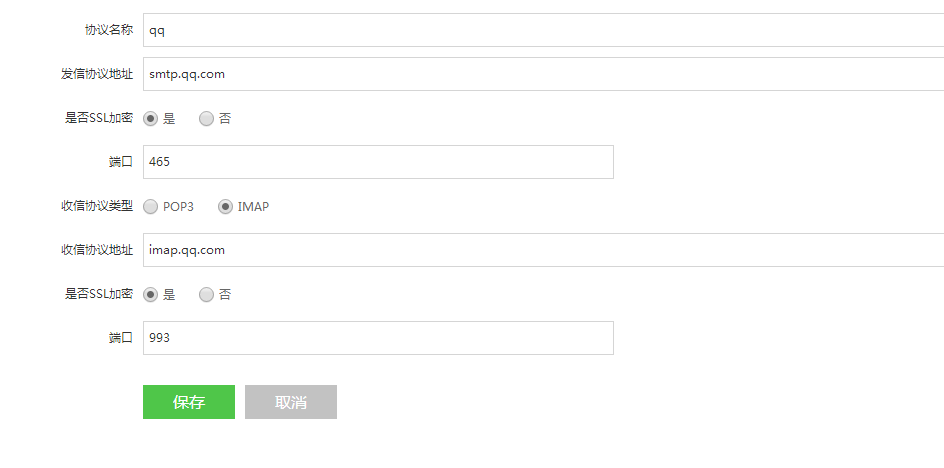 协议名称 qq
发信协议地址 smtp.qq.com
是否SSL加密 是 否
端口 465
收信协议类型 POP3 IMAP
收信协议地址 imap.qq.com
是否SSL加密 是 否
端口 993
保存 取消